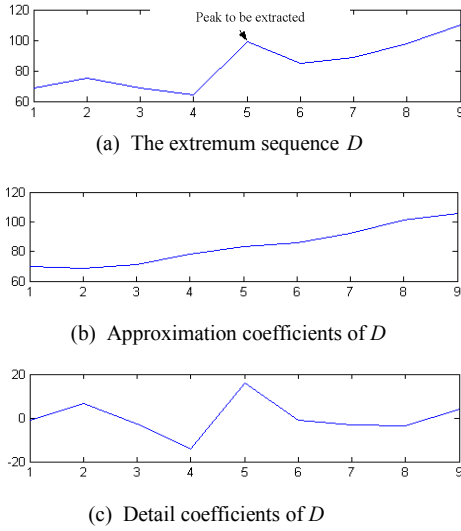 Peak to be extracted
120
100
80
60
1 2 3 4 5 6 7 8 9
(a) The extremum sequence D
120
100
80
60
1 2 3 4 5 6 7 8 9
(b) Approximation coefficients of D
20
0
-20
1 2 3 4 5 6 7 8 9
(c) Detail coefficients of D